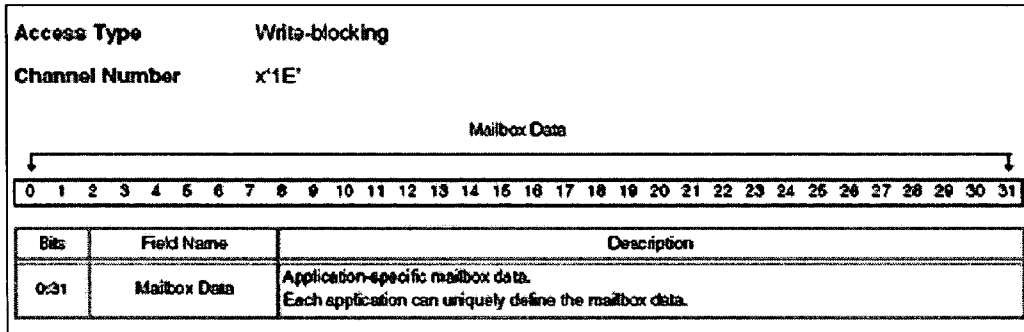 Access Type Write-blocking
Channel Number x'1E'
Mailbox Data
0 1 2 3 4 5 6 7 8 9 10 11 12 13 14 15 16 17 18 19 20 21 22 23 24 25 26 27 28 29 30 31
Bits Field Name Description
0:31 Mailbox Data Application-specific mailbox data.
Each application can uniquely define the mailbox data.